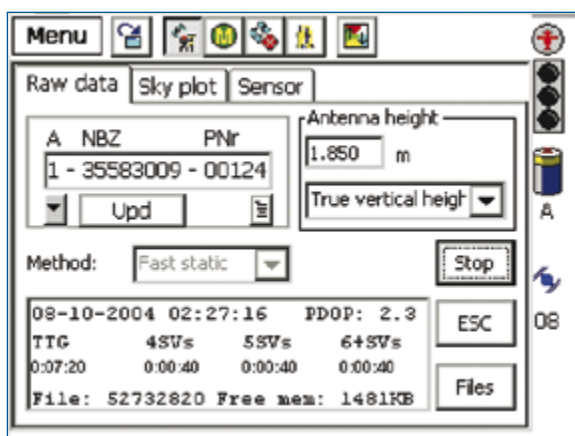 Menu
Raw data Sky plot Sensor
Antenna height
A NBZ PNr
1.850 m
1 - 35583009 - 00124
True vertical heigh
Upd
A
Method: Fast static Stop
08-10-2004 02:27:16 PDOP: 2.3
TTG 4SVs 5SVs 6+SVs
0:07:20 0:00:40 0:00:40 0:00:40
File: 52732820 Free mem: 1481KB
ESC
08
Files